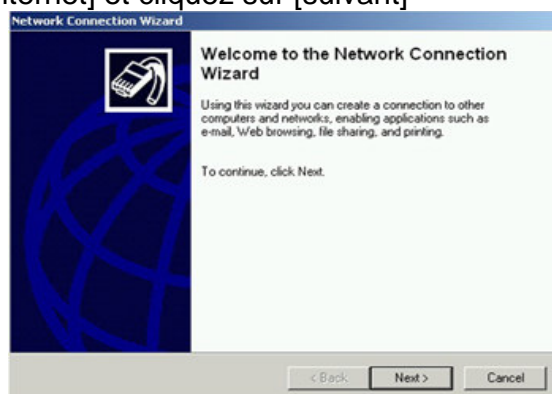 ternet] et cliquez sur [suivant]
Network Connection Wizard
Welcome to the Network Connection
Wizard
Using this wizard you can create a connection to other
computers and networks, enabling applications such as
e-mail, Web browsing, file sharing, and printing.
To continue, click Next.
< Back Next > Cancel